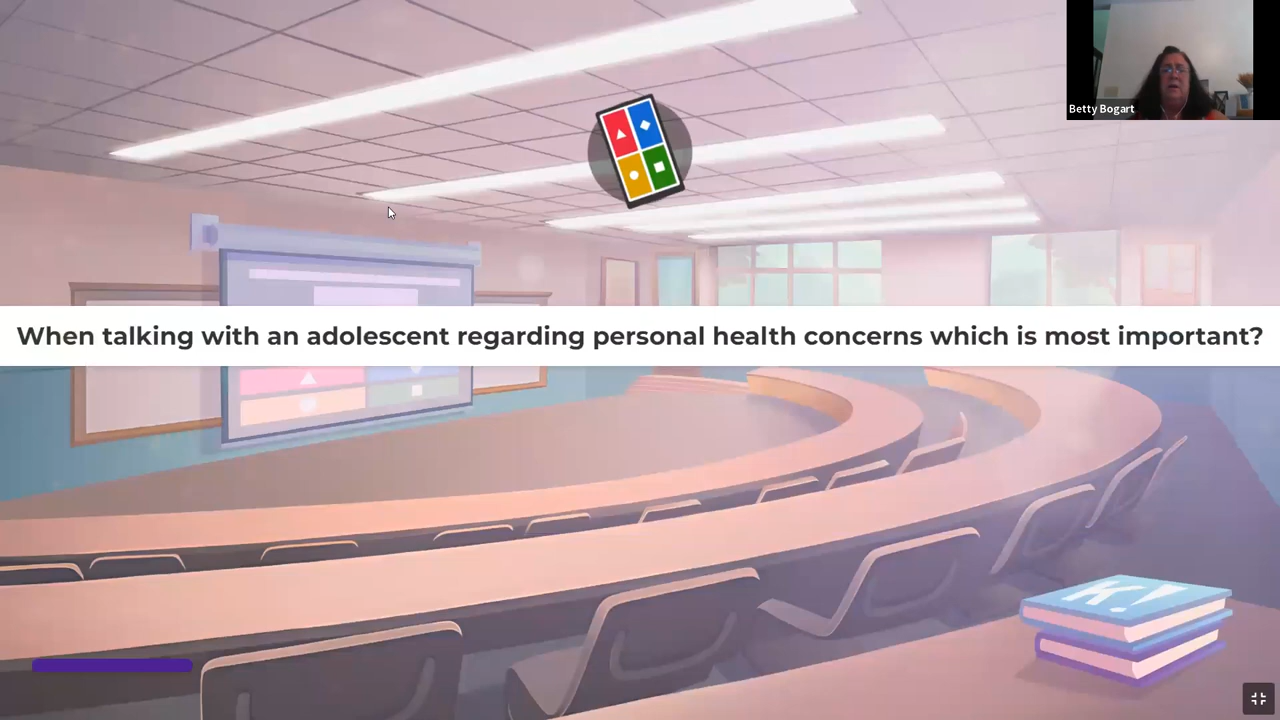 Betty Bogart
When talking with an adolescent regarding personal health concerns which is most important?
K!